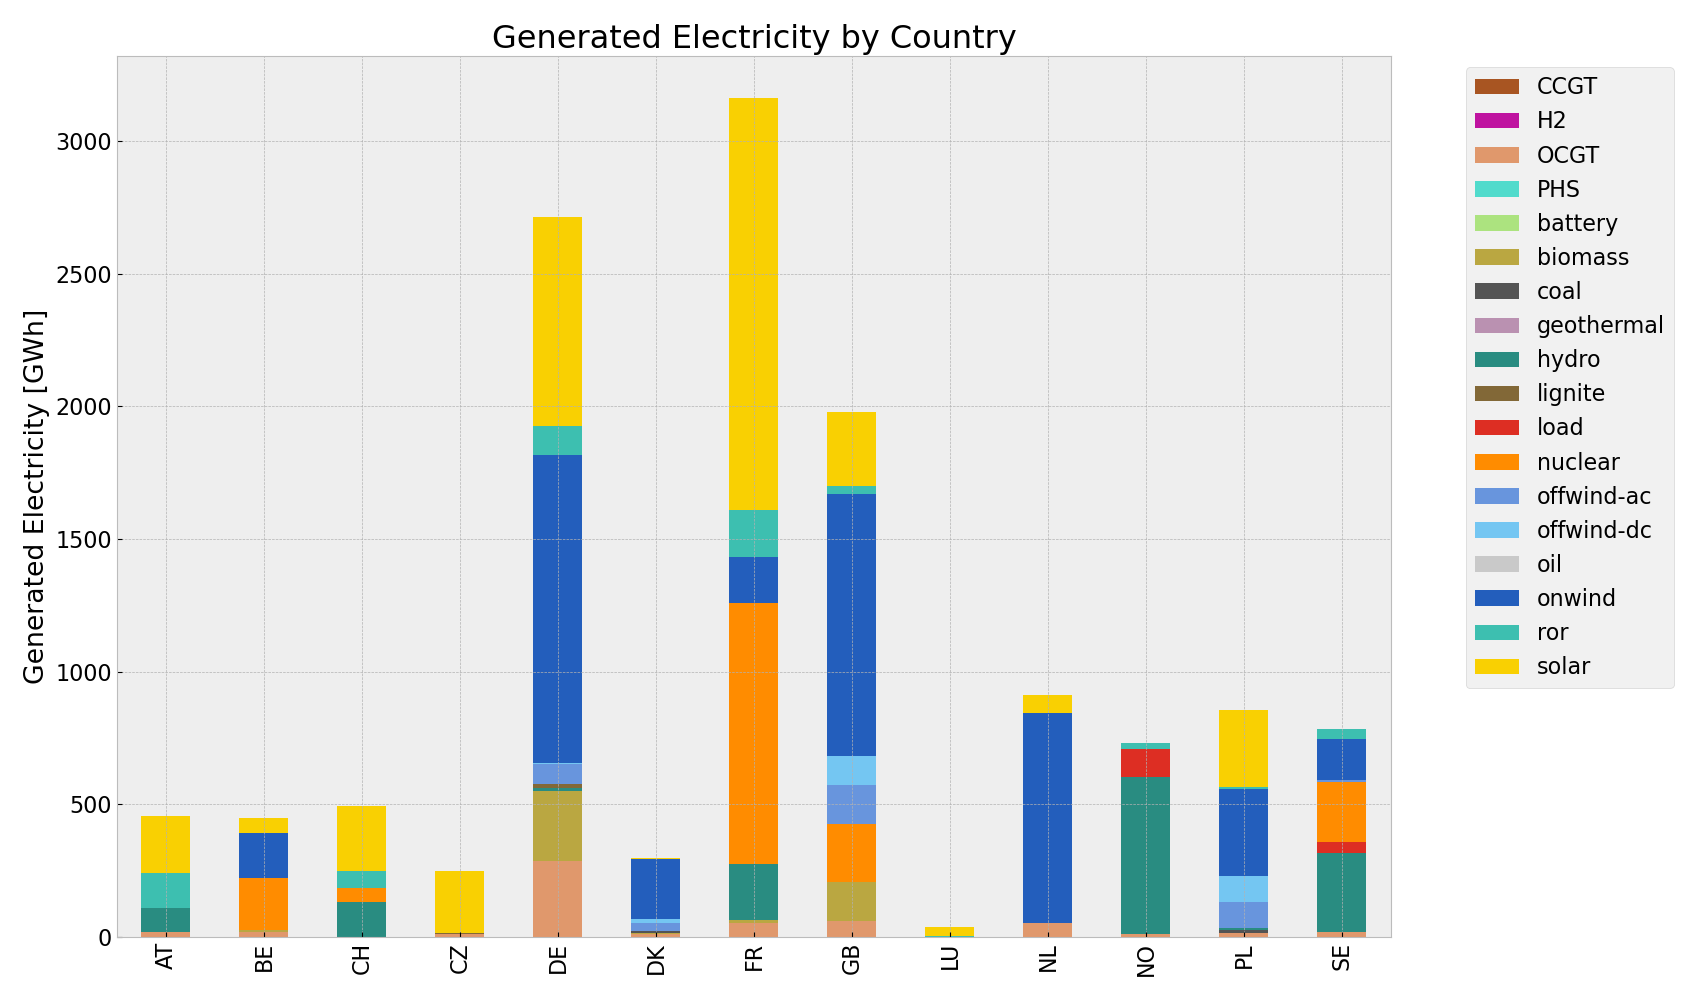 Generated Electricity by Country
Generated Electricity [GWh]
3000
2500
2000
1500
1000
500
0
AT
BE
CH
CZ
DE
DK
FR
GB
LU
NL
NO
PL
SE
CCGT
H2
OCGT
PHS
battery
biomass
coal
geothermal
hydro
lignite
load
nuclear
offwind-ac
offwind-dc
oil
onwind
ror
solar